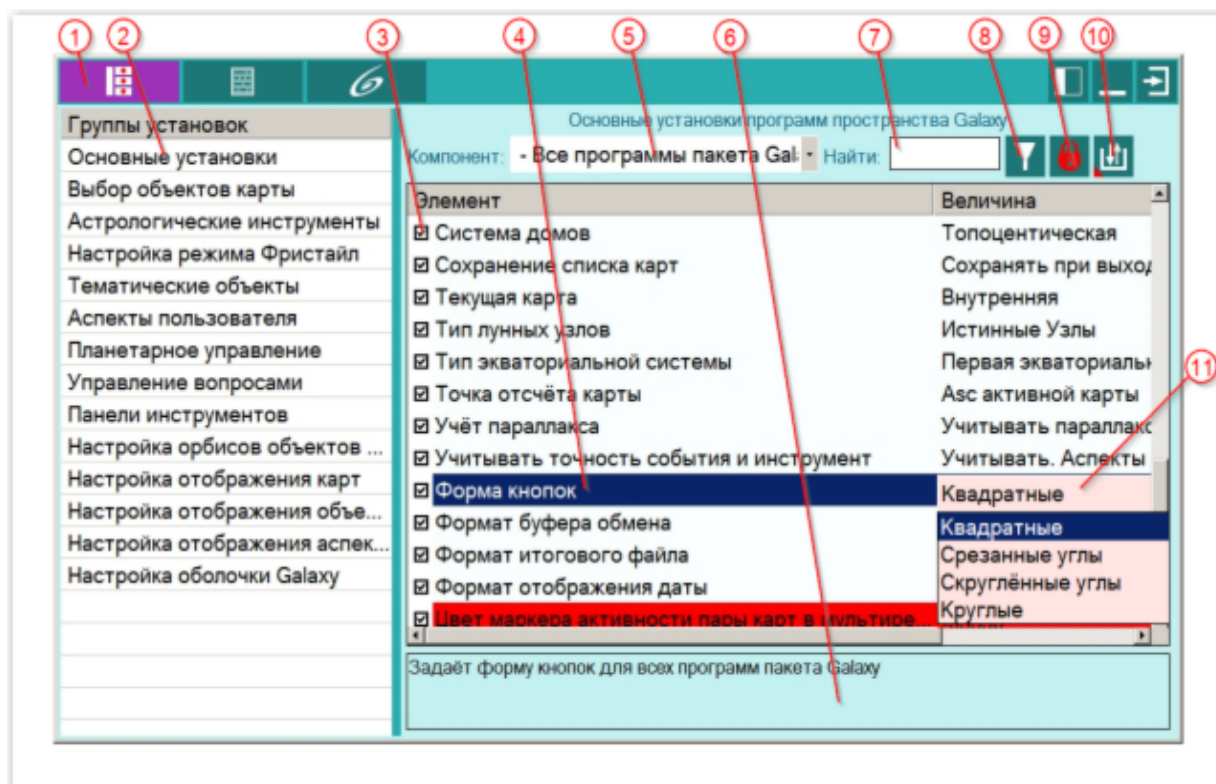 1 2 3 4 5 6 7 8 9 10
Основные установки программ пространства Galaxy
Компонент: - Все программы пакета Gal Найти:
Группы установок
Основные установки
Выбор объектов карты
Астрологические инструменты
Настройка режима Фристайл
Тематические объекты
Аспекты пользователя
Планетарное управление
Управление вопросами
Панели инструментов
Настройка орбисов объектов ...
Настройка отображения карт
Настройка отображения объе...
Настройка отображения аспек...
Настройка оболочки Galaxy
Элемент Величина
Система домов Топоцентическая
Сохранение списка карт Сохранять при выход
Текущая карта Внутренняя
Тип лунных узлов Истинные Узлы
Тип экваториальной системы Первая экваториальн
Точка отсчёта карты Asc активной карты
Учёт параллакса Учитывать параллакс
Учитывать точность события и инструмент Учитывать. Аспекты
Форма кнопок Квадратные
11
Формат буфера обмена
Формат итогового файла
Формат отображения даты
Цвет маркера активности пары карт в мультире...
Квадратные
Срезанные углы
Скруглённые углы
Круглые
Задаёт форму кнопок для всех программ пакета Galaxy